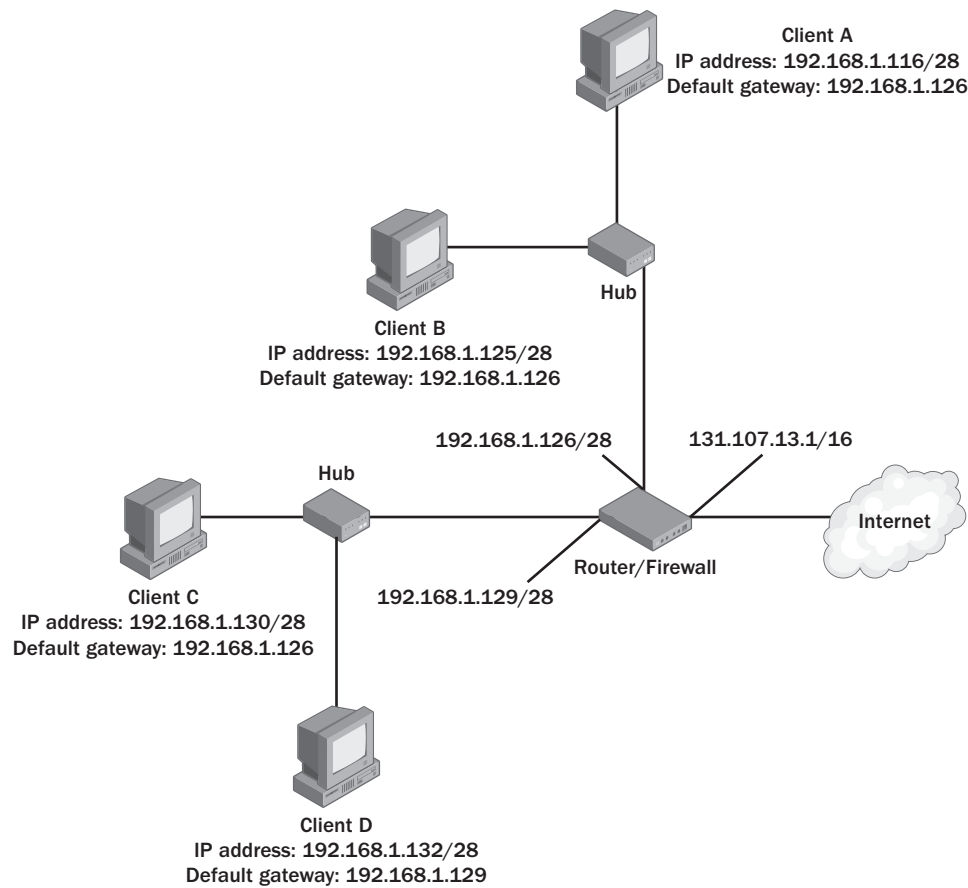 Client A
IP address: 192.168.1.116/28
Default gateway: 192.168.1.126
Hub
Client B
IP address: 192.168.1.125/28
Default gateway: 192.168.1.126
192.168.1.126/28
131.107.13.1/16
Hub
Internet
Router/Firewall
192.168.1.129/28
Client C
IP address: 192.168.1.130/28
Default gateway: 192.168.1.126
Client D
IP address: 192.168.1.132/28
Default gateway: 192.168.1.129